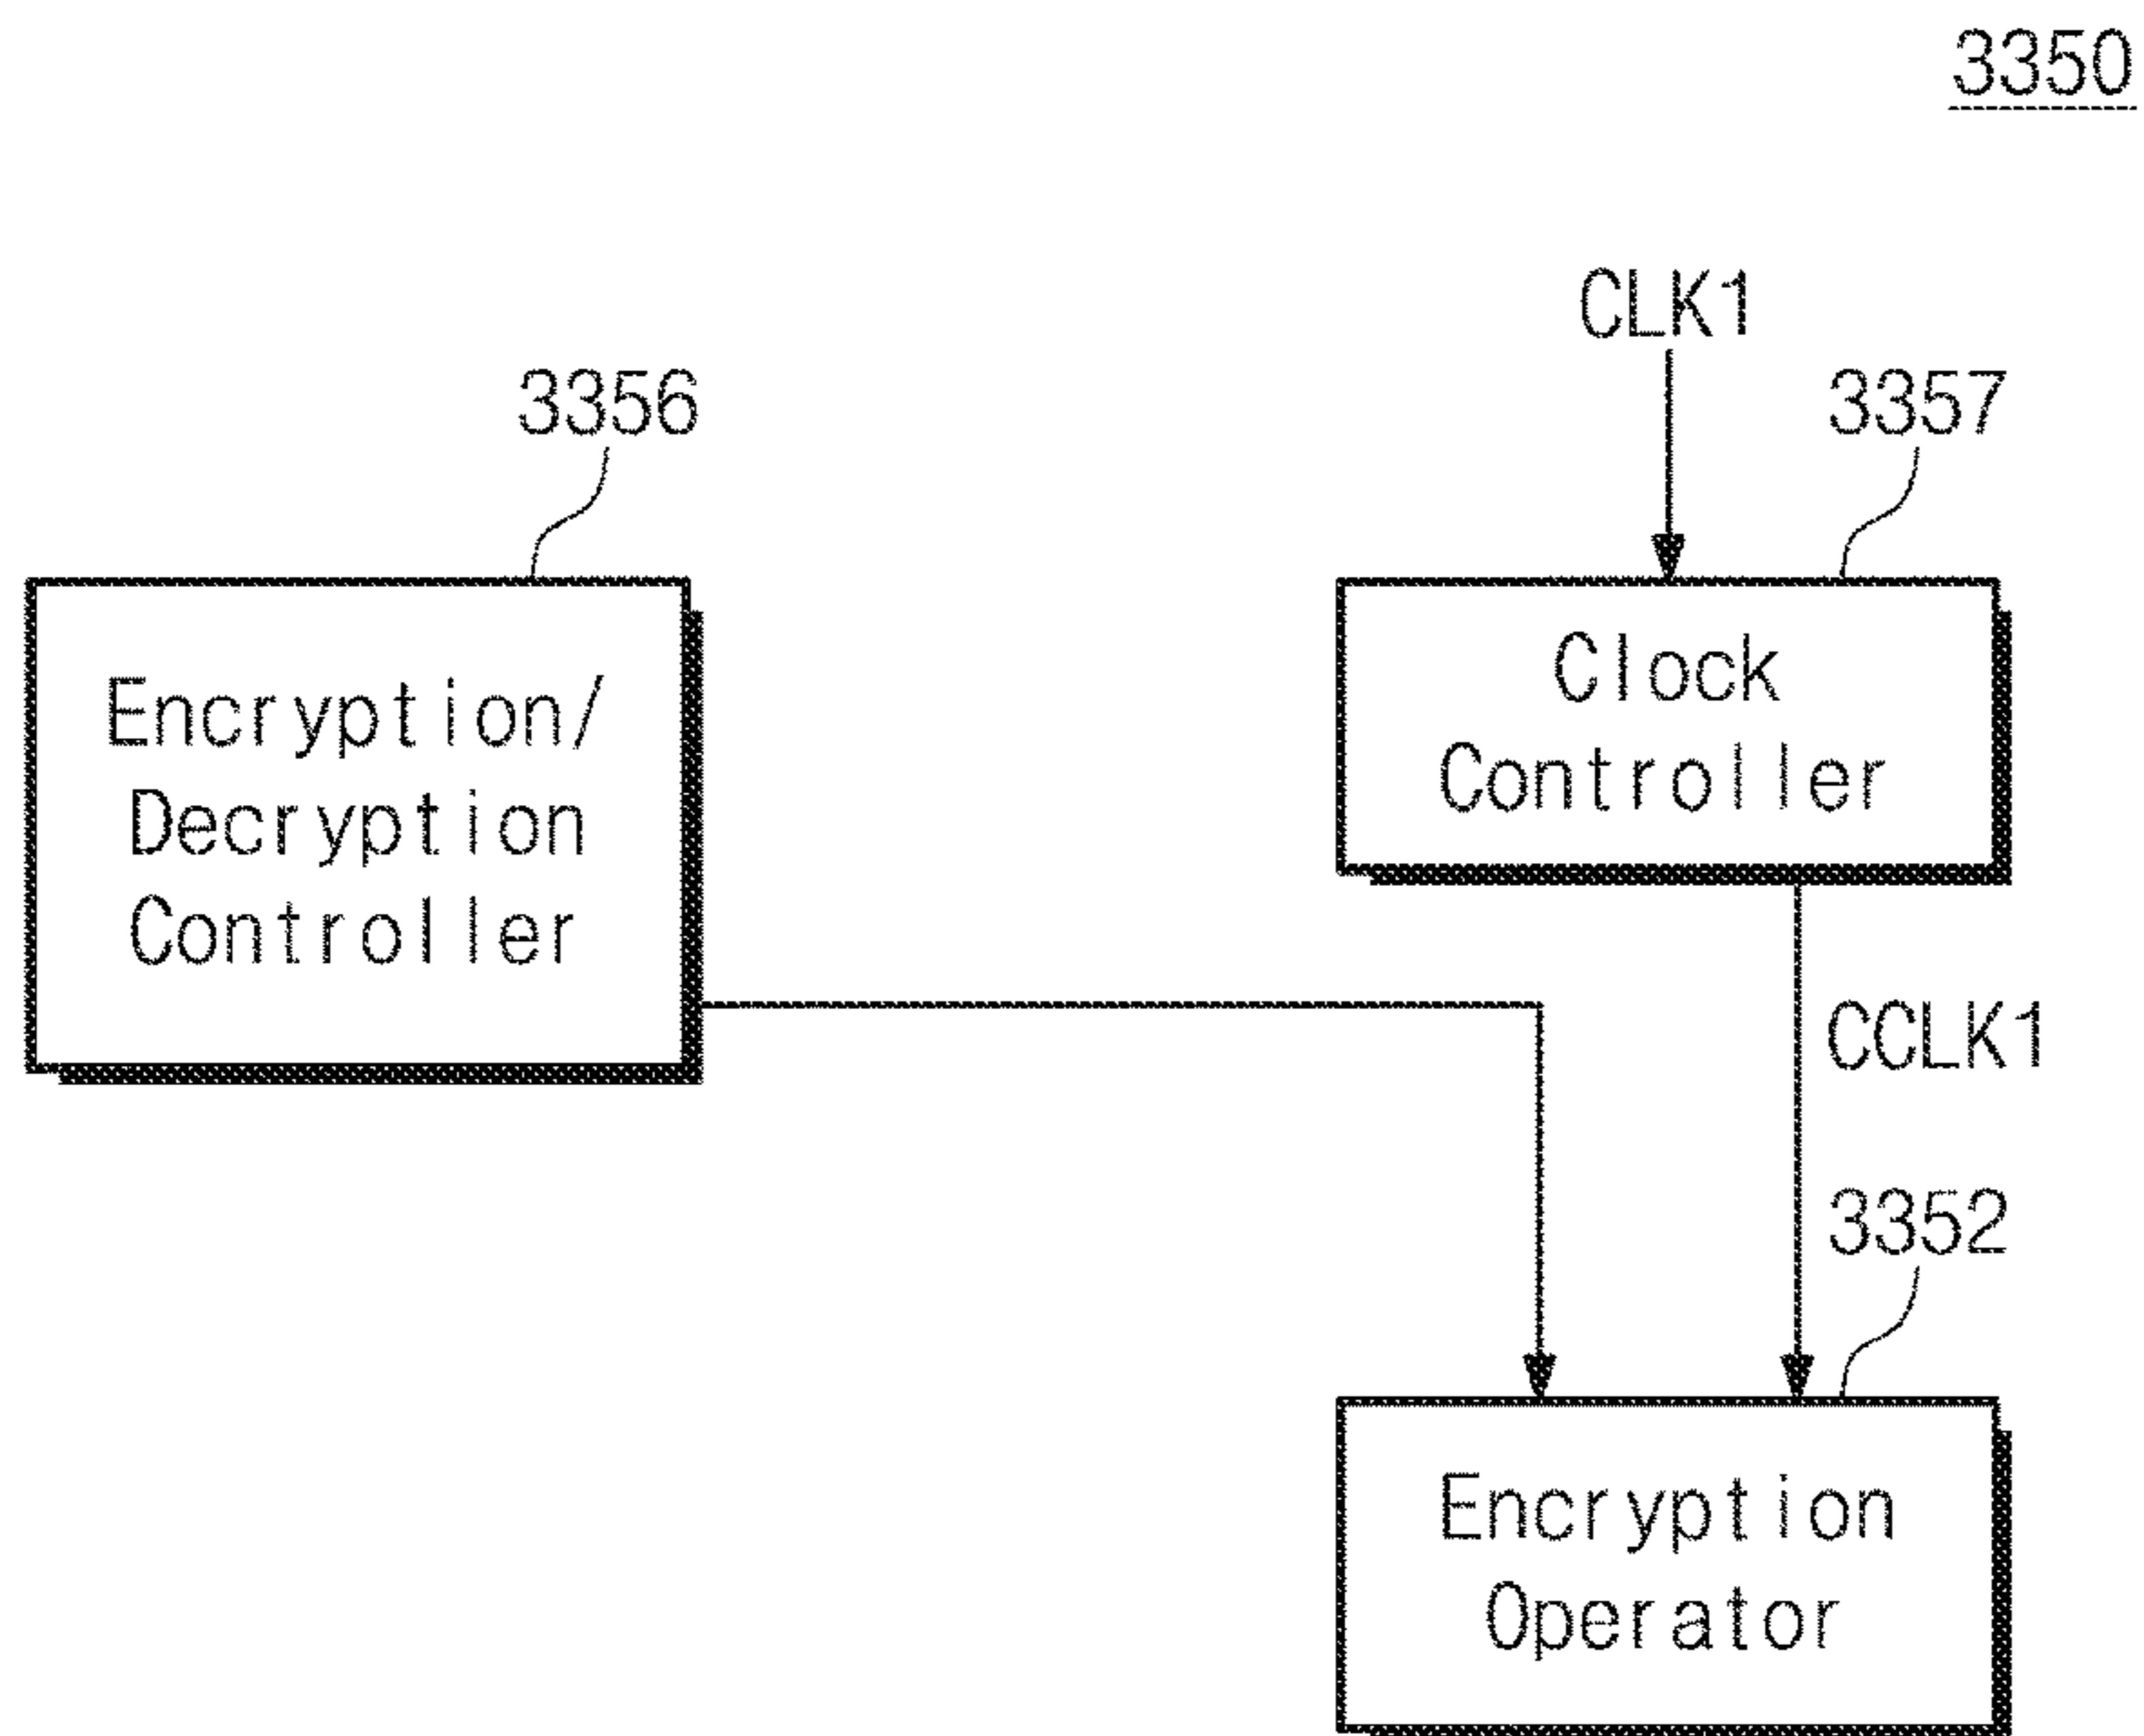 3350
CLK1
3356
3357
Encryption/
Decryption
Controller
Clock
Controller
CCLK1
3352
Encryption
Operator